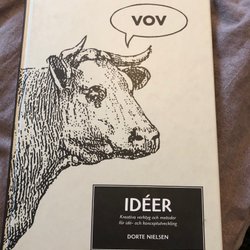 VOV
IDÉER
Kreativa verktyg och metoder
för idé- och konceptutveckling
DORTE NIELSEN